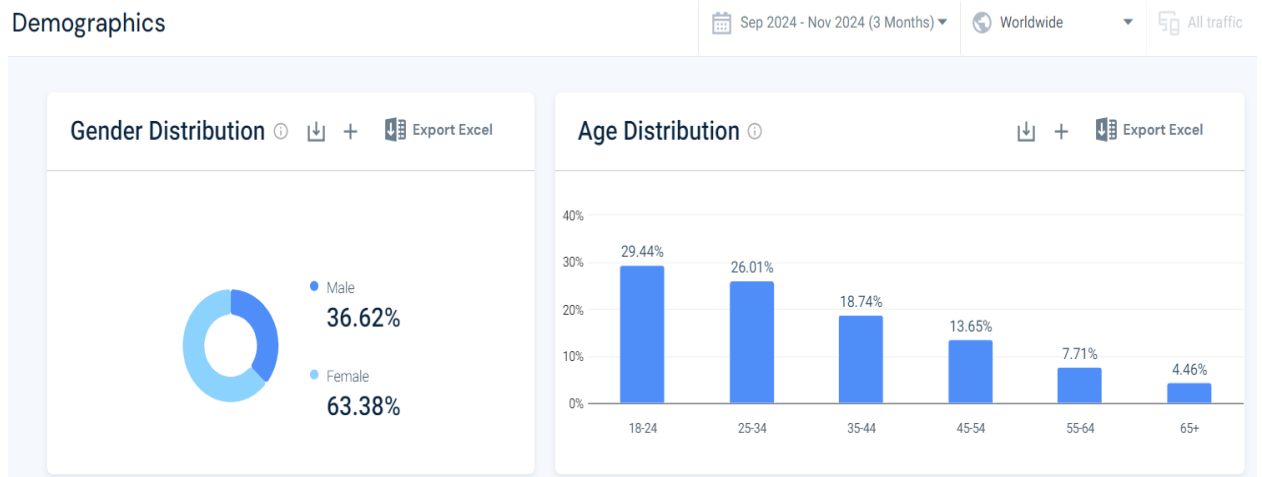 Demographics
Sep 2024 - Nov 2024 (3 Months)
Worldwide
All traffic
Gender Distribution
Export Excel
Male
36.62%
Female
63.38%
Age Distribution
Export Excel
40%
30%
20%
10%
0%
29.44%
26.01%
18.74%
13.65%
7.71%
4.46%
18-24
25-34
35-44
45-54
55-64
65+